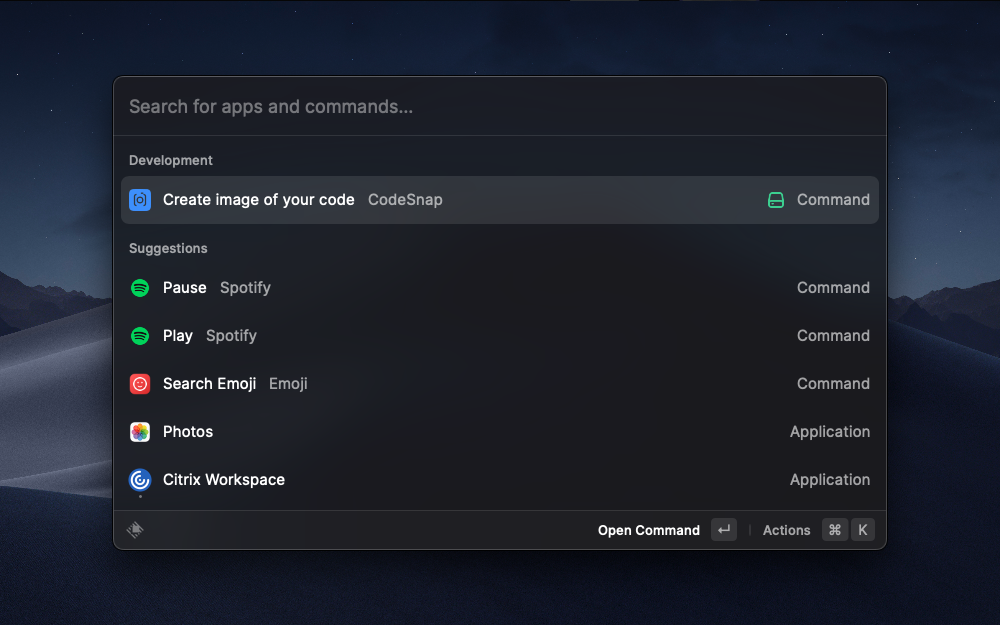 Search for apps and commands...
Development
Create image of your code CodeSnap Command
Suggestions
Pause Spotify Command
Play Spotify Command
Search Emoji Emoji Command
Photos Application
Citrix Workspace Application
Open Command ↵ | Actions ⌘ K